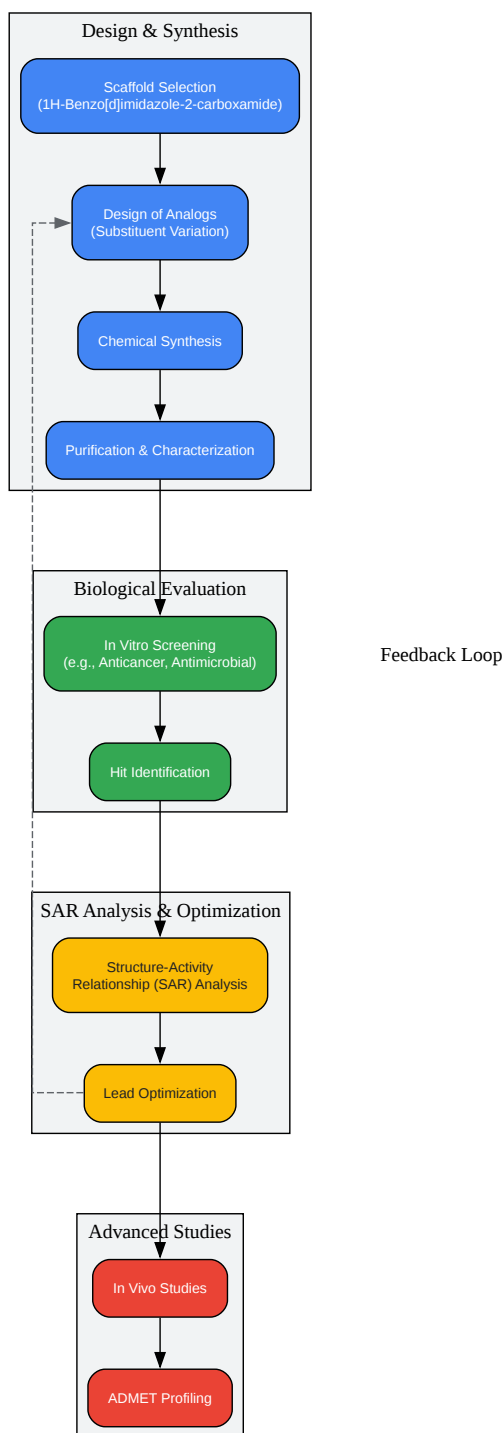 Design & Synthesis
Scaffold Selection
(1H-Benzo[d]imidazole-2-carboxamide)
Design of Analogs
(Substituent Variation)
Chemical Synthesis
Purification & Characterization
Biological Evaluation
In Vitro Screening
(e.g., Anticancer, Antimicrobial)
Feedback Loop
Hit Identification
SAR Analysis & Optimization
Structure-Activity
Relationship (SAR) Analysis
Lead Optimization
Advanced Studies
In Vivo Studies
ADMET Profiling